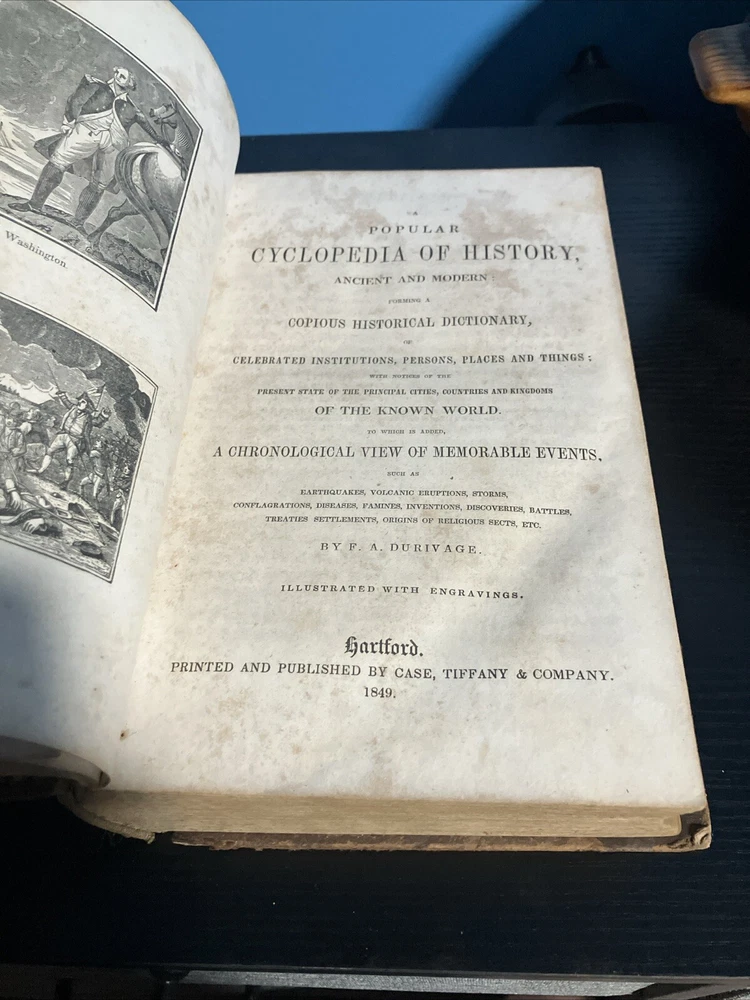 Washington
A
POPULAR
CYCLOPEDIA OF HISTORY,
ANCIENT AND MODERN:
FORMING A
COPIOUS HISTORICAL DICTIONARY,
OF
CELEBRATED INSTITUTIONS, PERSONS, PLACES AND THINGS;
WITH NOTICES OF THE
PRESENT STATE OF THE PRINCIPAL CITIES, COUNTRIES AND KINGDOMS
OF THE KNOWN WORLD.
TO WHICH IS ADDED,
A CHRONOLOGICAL VIEW OF MEMORABLE EVENTS,
SUCH AS
EARTHQUAKES, VOLCANIC ERUPTIONS, STORMS,
CONFLAGRATIONS, DISEASES, FAMINES, INVENTIONS, DISCOVERIES, BATTLES,
TREATIES SETTLEMENTS, ORIGINS OF RELIGIOUS SECTS, ETC.
BY F. A. DURIVAGE.
ILLUSTRATED WITH ENGRAVINGS.
Hartford.
PRINTED AND PUBLISHED BY CASE, TIFFANY & COMPANY.
1849.